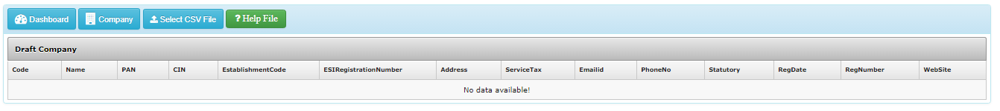 Dashboard Company Select CSV File ? Help File
Draft Company
Code Name PAN CIN EstablishmentCode ESIRegistrationNumber Address ServiceTax Emailid PhoneNo Statutory RegDate RegNumber WebSite
No data available!